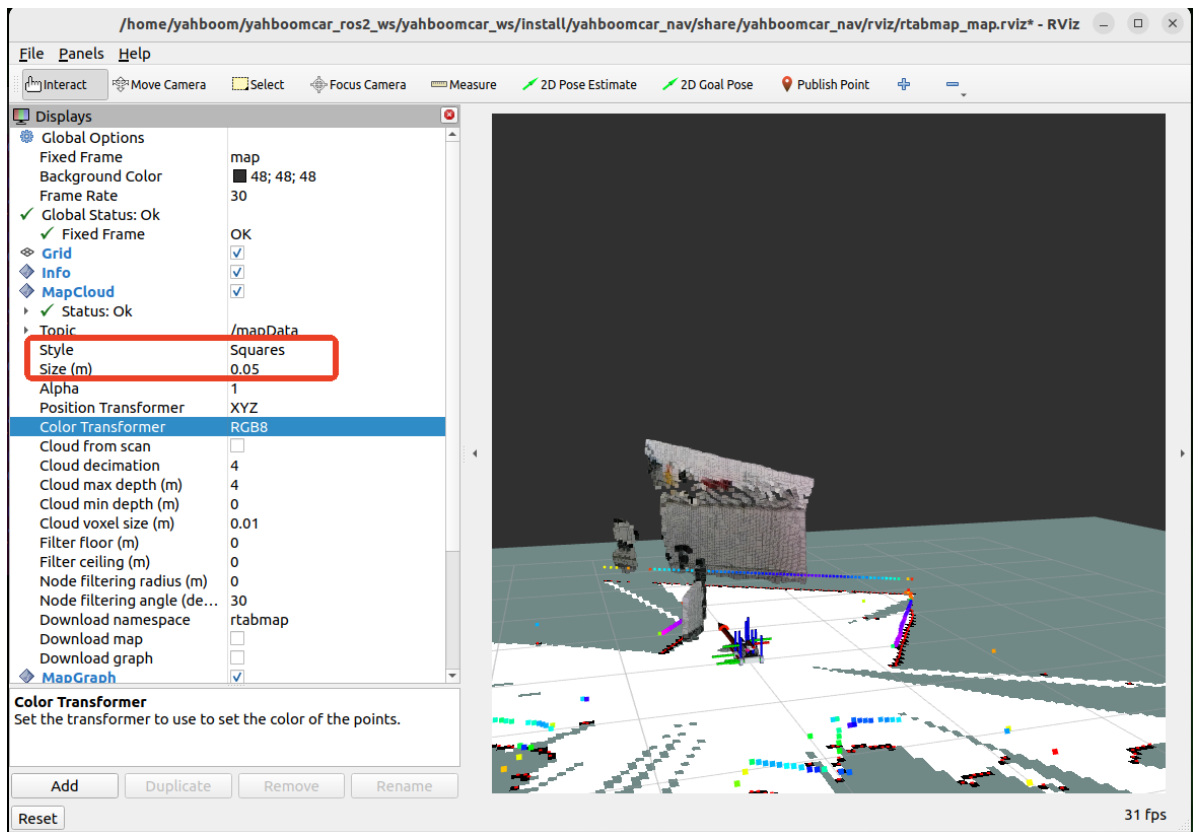 /home/yahboom/yahboomcar_ros2_ws/yahboomcar_ws/install/yahboomcar_nav/share/yahboomcar_nav/rviz/rtabmap_map.rviz* - RViz
File Panels Help
Interact Move Camera Select Focus Camera Measure 2D Pose Estimate 2D Goal Pose Publish Point
Displays
Global Options
Fixed Frame map
Background Color 48; 48; 48
Frame Rate 30
Global Status: Ok
Fixed Frame OK
Grid
Info
MapCloud
Status: Ok
Topic /mapData
Style Squares
Size (m) 0.05
Alpha 1
Position Transformer XYZ
Color Transformer RGB8
Cloud from scan
Cloud decimation 4
Cloud max depth (m) 4
Cloud min depth (m) 0
Cloud voxel size (m) 0.01
Filter floor (m) 0
Filter ceiling (m) 0
Node filtering radius (m) 0
Node filtering angle (de... 30
Download namespace rtabmap
Download map
Download graph
MapGraph
Color Transformer
Set the transformer to use to set the color of the points.
Add Duplicate Remove Rename
Reset 31 fps